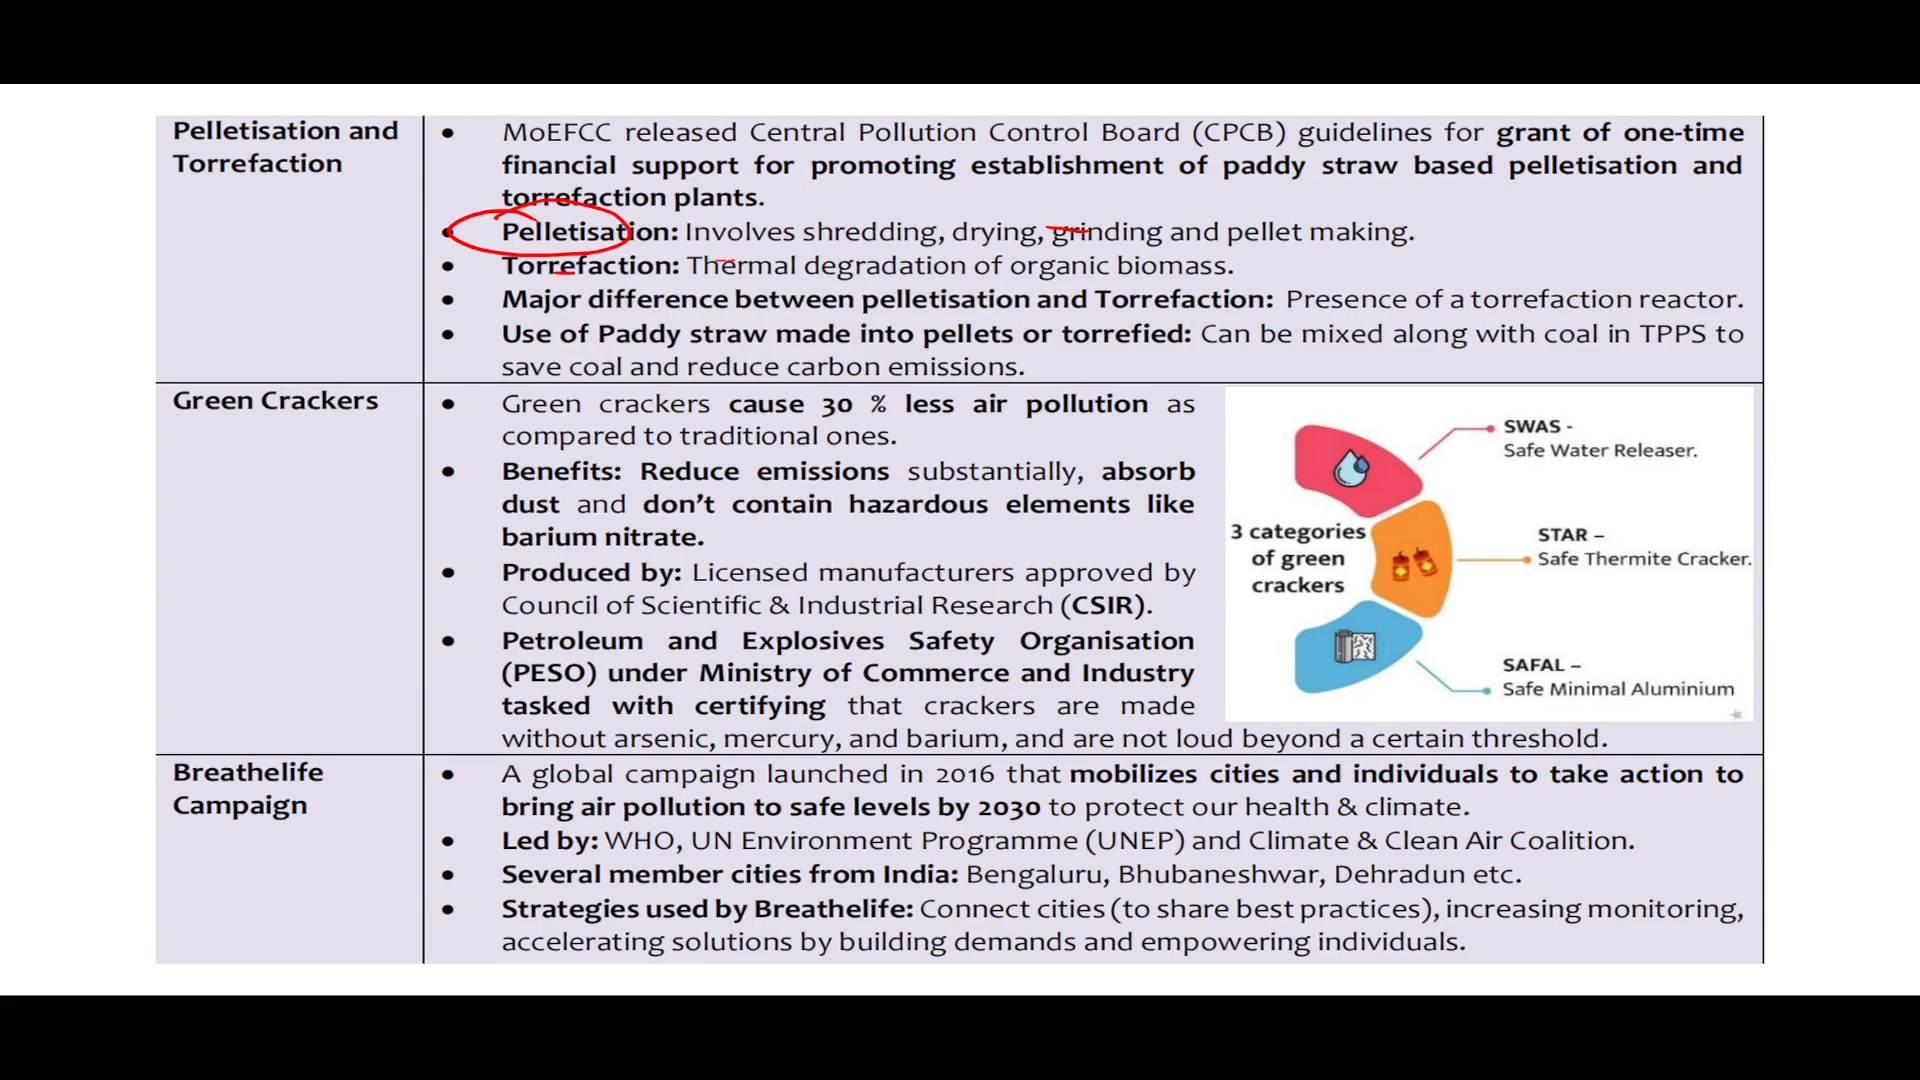 Pelletisation and
Torrefaction
• MoEFCC released Central Pollution Control Board (CPCB) guidelines for grant of one-time
financial support for promoting establishment of paddy straw based pelletisation and
torrefaction plants.
• Pelletisation: Involves shredding, drying, grinding and pellet making.
• Torrefaction: Thermal degradation of organic biomass.
• Major difference between pelletisation and Torrefaction: Presence of a torrefaction reactor.
• Use of Paddy straw made into pellets or torrefied: Can be mixed along with coal in TPPS to
save coal and reduce carbon emissions.
Green Crackers
• Green crackers cause 30 % less air pollution as
compared to traditional ones.
• Benefits: Reduce emissions substantially, absorb
dust and don’t contain hazardous elements like
barium nitrate.
• Produced by: Licensed manufacturers approved by
Council of Scientific & Industrial Research (CSIR).
• Petroleum and Explosives Safety Organisation
(PESO) under Ministry of Commerce and Industry
tasked with certifying that crackers are made
without arsenic, mercury, and barium, and are not loud beyond a certain threshold.
3 categories
of green
crackers
SWAS -
Safe Water Releaser.
STAR –
Safe Thermite Cracker.
SAFAL –
Safe Minimal Aluminium
Breathelife
Campaign
• A global campaign launched in 2016 that mobilizes cities and individuals to take action to
bring air pollution to safe levels by 2030 to protect our health & climate.
• Led by: WHO, UN Environment Programme (UNEP) and Climate & Clean Air Coalition.
• Several member cities from India: Bengaluru, Bhubaneshwar, Dehradun etc.
• Strategies used by Breathelife: Connect cities (to share best practices), increasing monitoring,
accelerating solutions by building demands and empowering individuals.